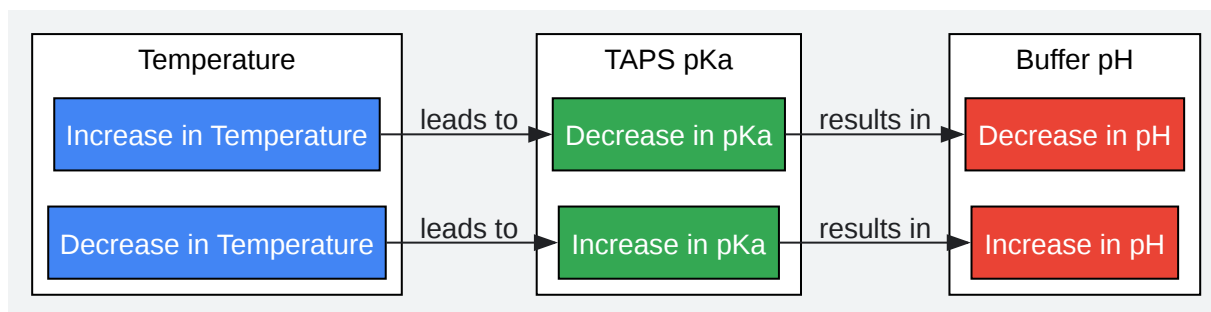 Temperature
TAPS pKa
Buffer pH
Increase in Temperature
leads to
Decrease in pKa
results in
Decrease in pH
Decrease in Temperature
leads to
Increase in pKa
results in
Increase in pH